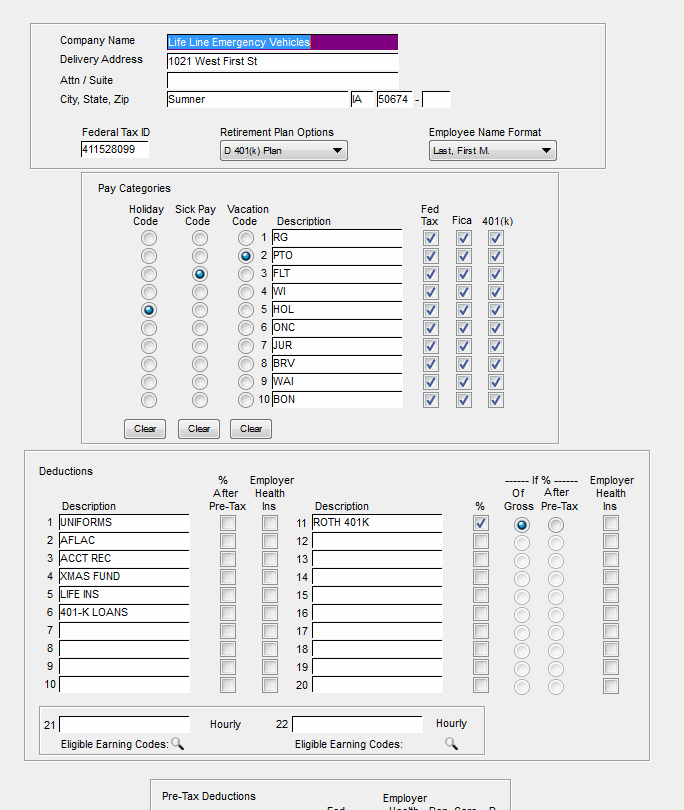 Company Name Life Line Emergency Vehicles
Delivery Address 1021 West First St
Attn / Suite
City, State, Zip Sumner IA 50674 -
Federal Tax ID Retirement Plan Options Employee Name Format
411528099 D 401(k) Plan Last, First M.
Pay Categories
Holiday Sick Pay Vacation Fed
Code Code Code Description Tax Fica 401(k)
1 RG
2 PTO
3 FLT
4 WI
5 HOL
6 ONC
7 JUR
8 BRV
9 WAI
10 BON
Clear Clear Clear
Deductions
% Employer ------ If % ------ Employer
After Health Of After Health
Description Pre-Tax Ins Description % Gross Pre-Tax Ins
1 UNIFORMS 11 ROTH 401K
2 AFLAC 12
3 ACCT REC 13
4 XMAS FUND 14
5 LIFE INS 15
6 401-K LOANS 16
7 17
8 18
9 19
10 20
21 Hourly 22 Hourly
Eligible Earning Codes: Eligible Earning Codes:
Pre-Tax Deductions Employer